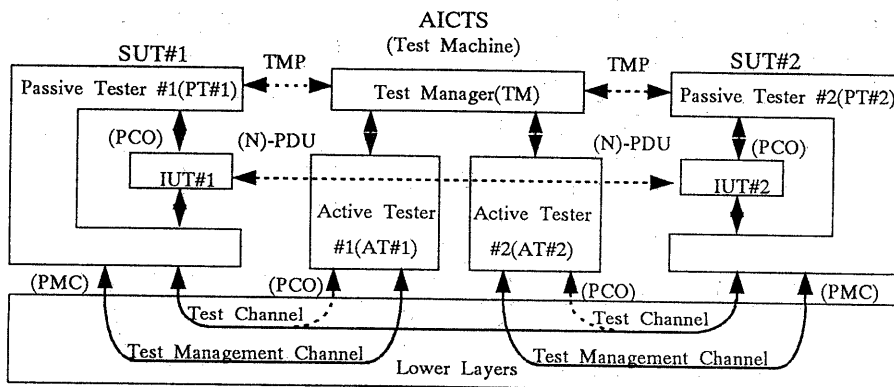 AICTS
(Test Machine)
SUT#1
SUT#2
TMP
TMP
Passive Tester #1(PT#1)
Test Manager(TM)
Passive Tester #2(PT#2)
(PCO)
(N)-PDU
(N)-PDU
(PCO)
IUT#1
IUT#2
Active Tester
#1(AT#1)
Active Tester
#2(AT#2)
(PMC)
(PCO)
(PCO)
(PMC)
Test Channel
Test Channel
Test Management Channel
Test Management Channel
Lower Layers